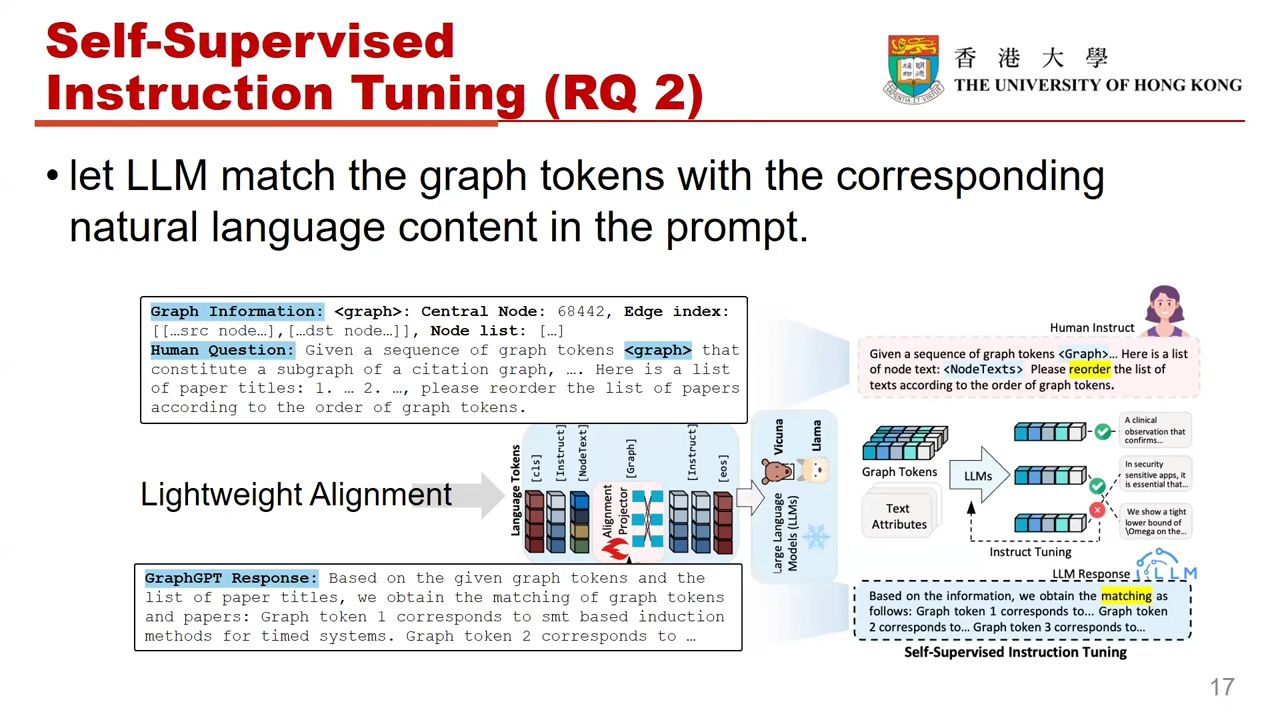 Self-Supervised
Instruction Tuning (RQ 2)
香港大學
THE UNIVERSITY OF HONG KONG
• let LLM match the graph tokens with the corresponding
natural language content in the prompt.
Graph Information: <graph>: Central Node: 68442, Edge index:
[[…src node…],[…dst node…]], Node list: […]
Human Question: Given a sequence of graph tokens <graph> that
constitute a subgraph of a citation graph, …. Here is a list
of paper titles: 1. … 2. …, please reorder the list of papers
according to the order of graph tokens.
Lightweight Alignment
Language Tokens
[cls]
[Instruct]
[NodeText]
[Graph]
[Instruct]
[eos]
Alignment
Projector
Vicuna
Llama
Large Language
Models (LLMs)
GraphGPT Response: Based on the given graph tokens and the
list of paper titles, we obtain the matching of graph tokens
and papers: Graph token 1 corresponds to smt based induction
methods for timed systems. Graph token 2 corresponds to …
Human Instruct
Given a sequence of graph tokens <Graph>… Here is a list
of node text: <NodeTexts> Please reorder the list of
texts according to the order of graph tokens.
Graph Tokens
Text
Attributes
LLMs
A clinical
observation that
confirms…
In security
sensitive apps, it
is essential that…
We show a tight
lower bound of
\Omega on the…
Instruct Tuning
LLM Response
LLM
Based on the information, we obtain the matching as
follows: Graph token 1 corresponds to… Graph token
2 corresponds to… Graph token 3 corresponds to…
Self-Supervised Instruction Tuning
17